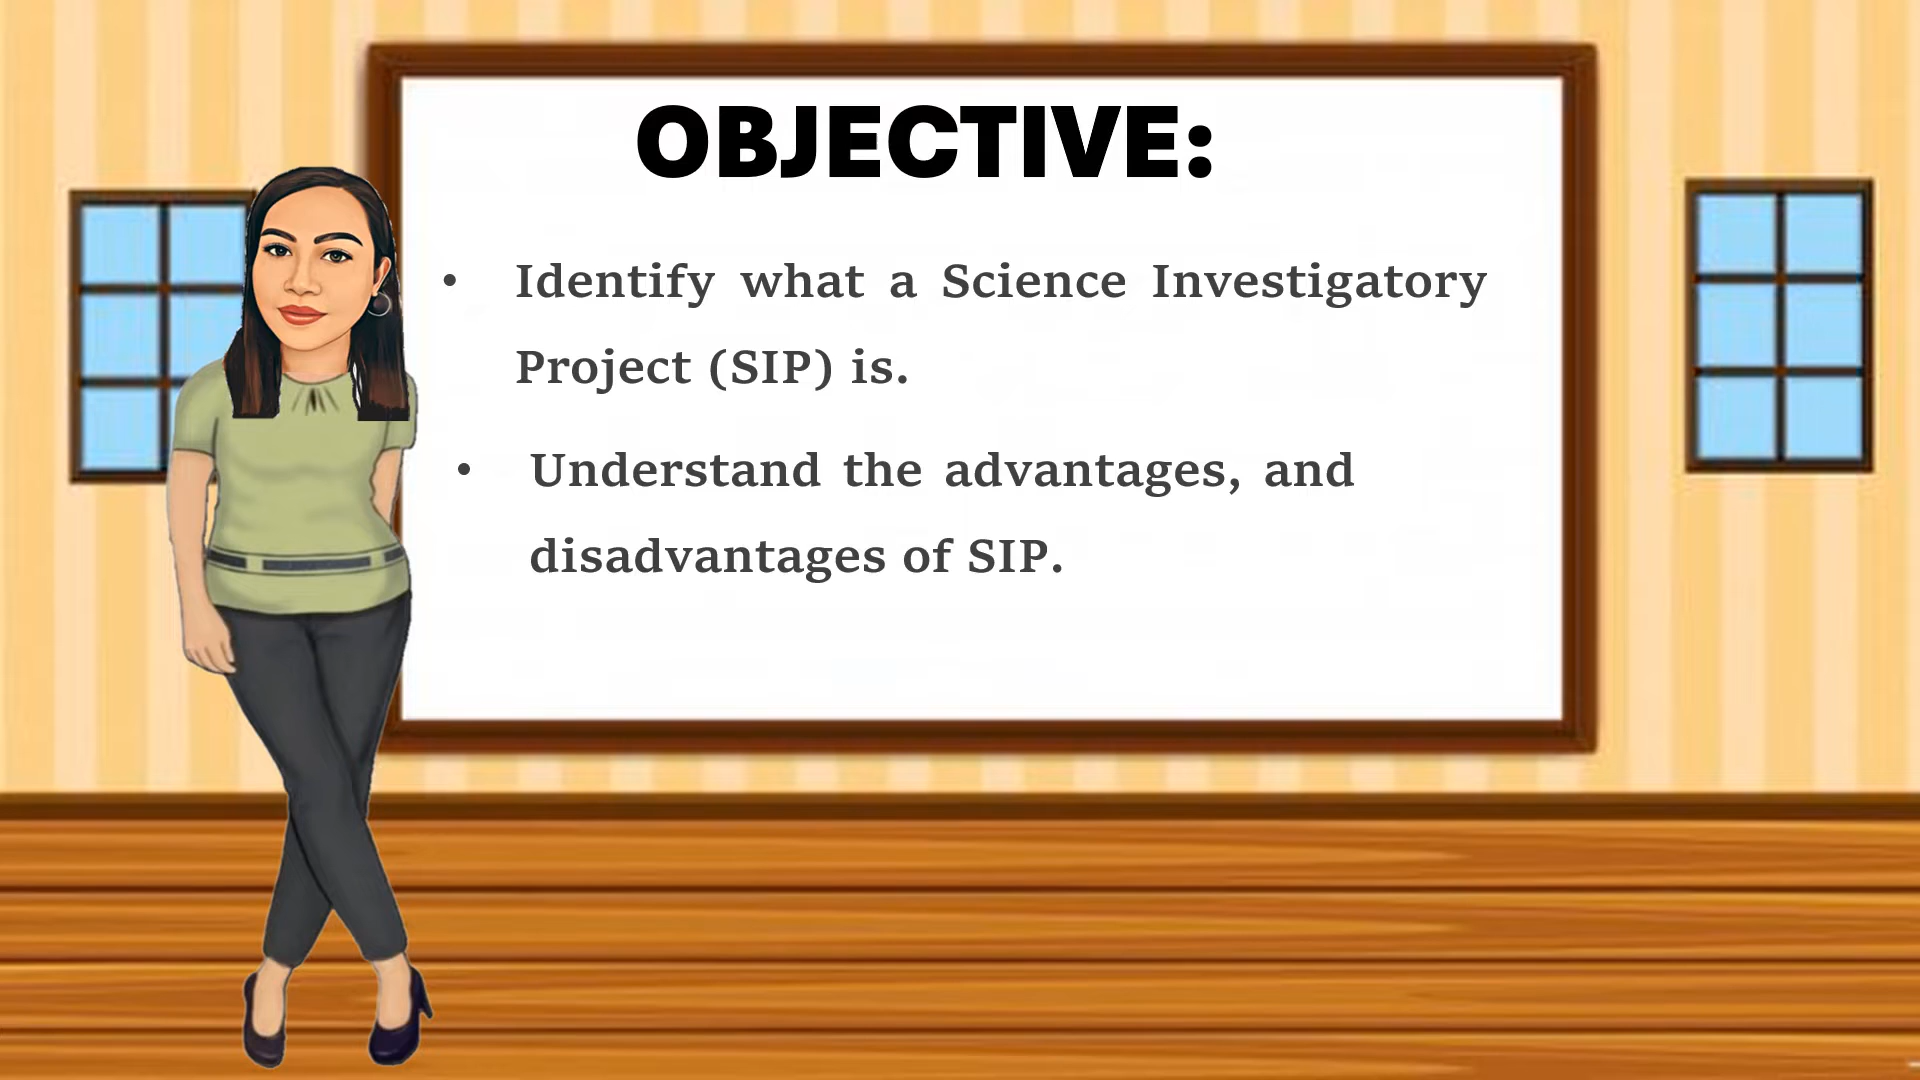 OBJECTIVE:
• Identify what a Science Investigatory
Project (SIP) is.
• Understand the advantages, and
disadvantages of SIP.